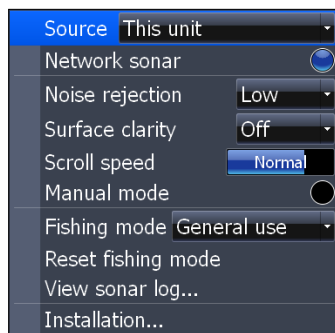 Source This unit
Network sonar
Noise rejection Low
Surface clarity Off
Scroll speed Normal
Manual mode
Fishing mode General use
Reset fishing mode
View sonar log...
Installation...